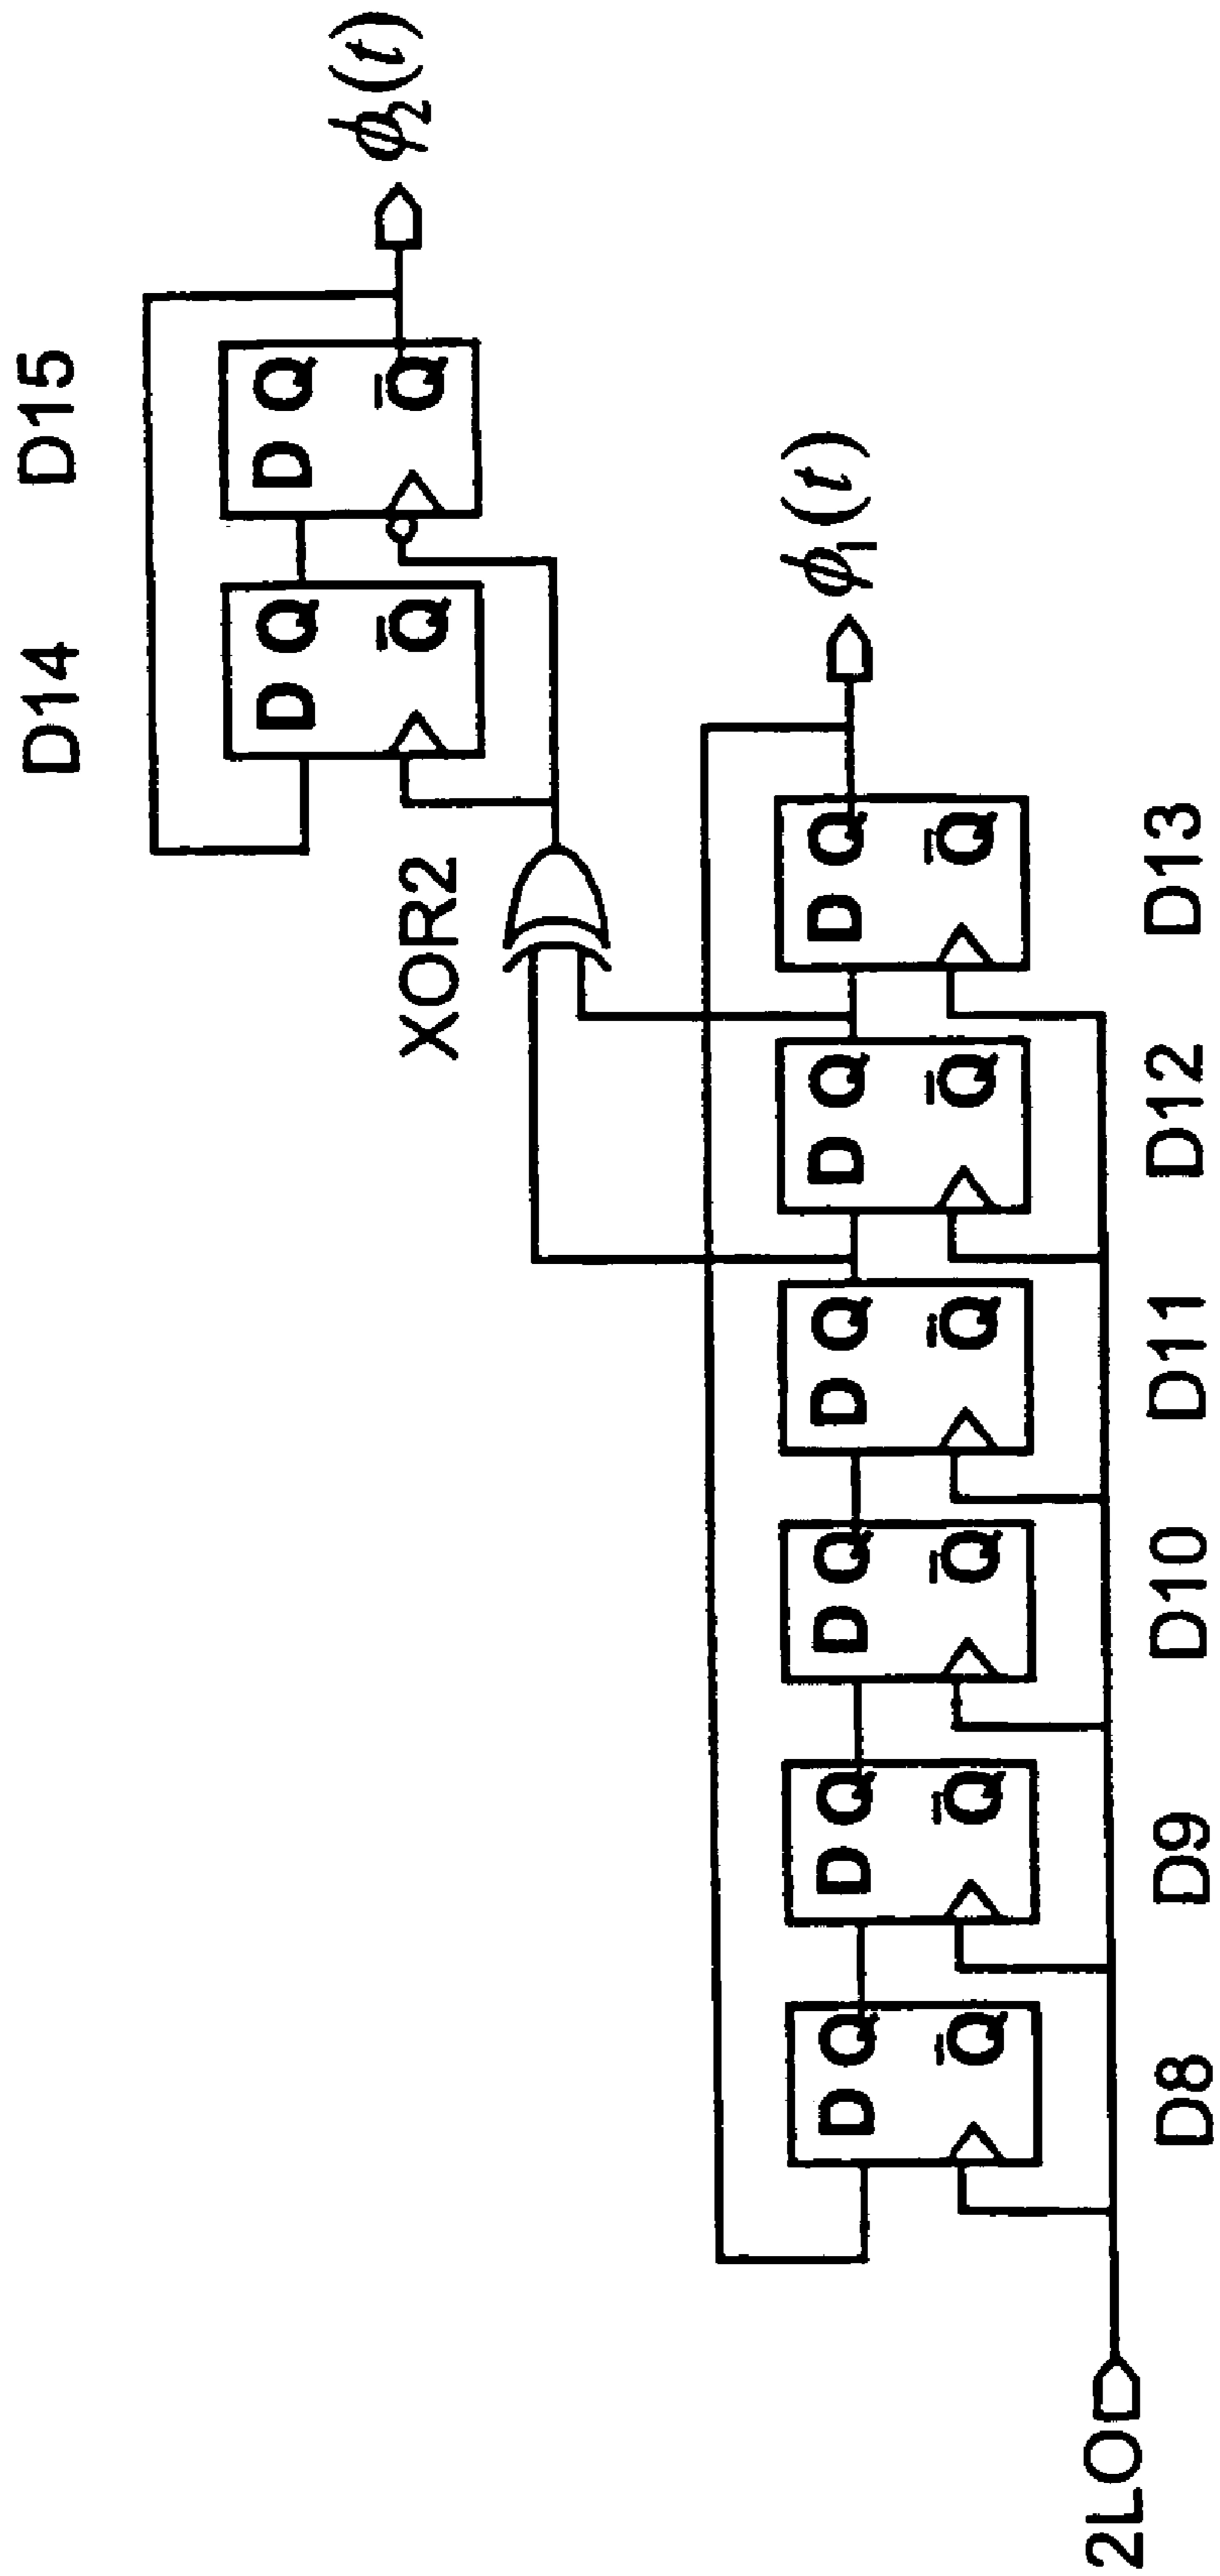 D14 D15
D Q D Q
Q̅ Q̅
ϕ₂(t)
XOR2
D Q D Q D Q D Q D Q D Q
Q̅ Q̅ Q̅ Q̅ Q̅ Q̅
ϕ₁(t)
2LO
D8 D9 D10 D11 D12 D13